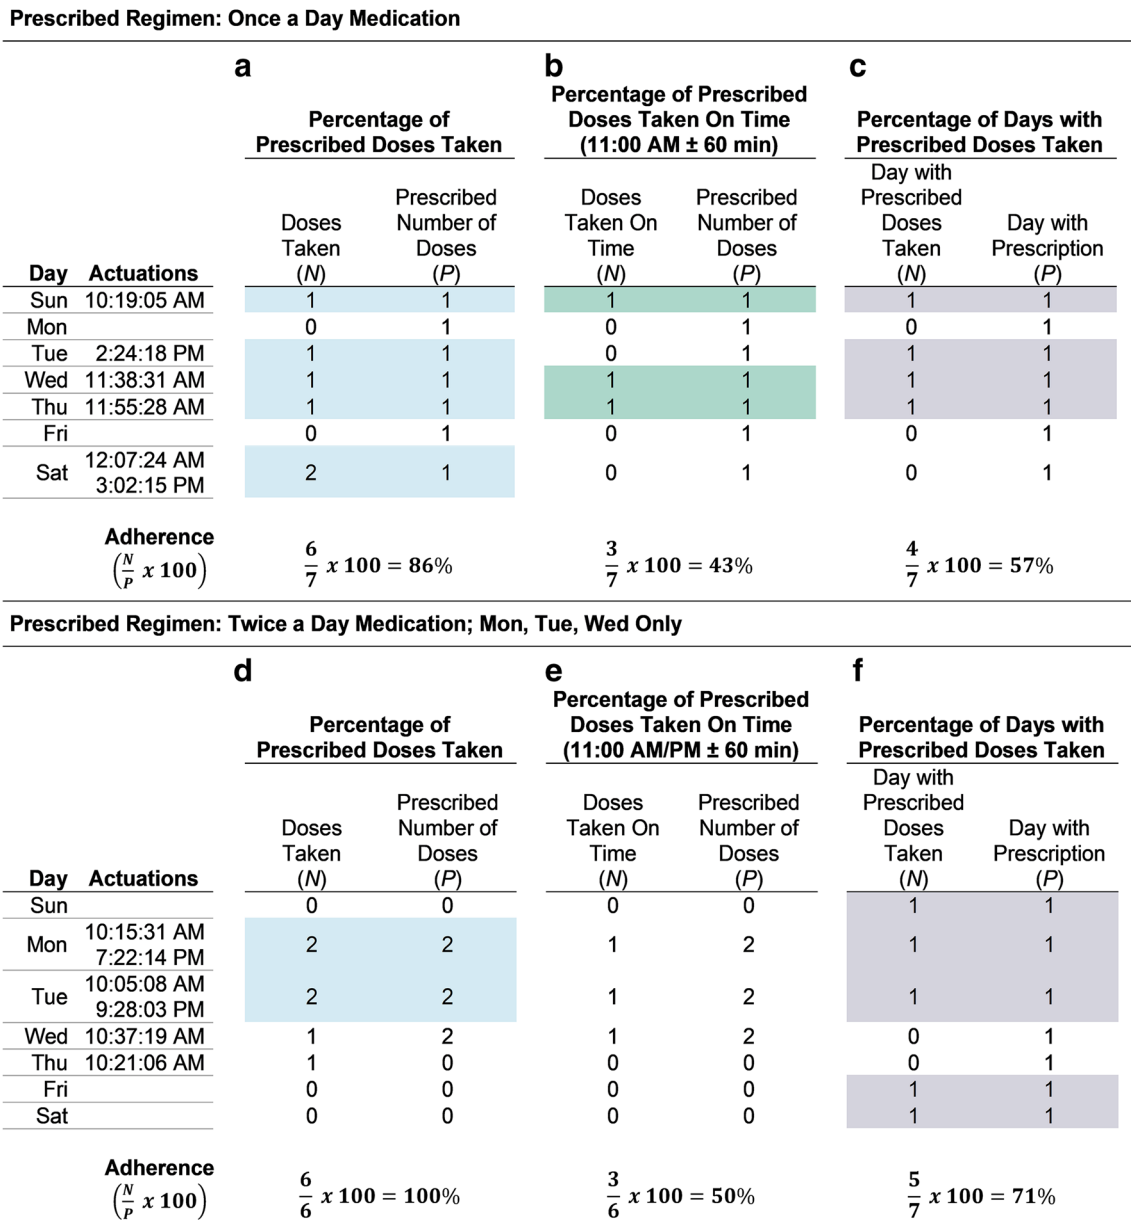 Prescribed Regimen: Once a Day Medication
a b c
Percentage of Prescribed
Percentage of Doses Taken On Time Percentage of Days with
Prescribed Doses Taken (11:00 AM ± 60 min) Prescribed Doses Taken
Day with
Prescribed Doses Prescribed Prescribed
Doses Number of Taken On Number of Doses Day with
Taken Doses Time Doses Taken Prescription
Day Actuations (N) (P) (N) (P) (N) (P)
Sun 10:19:05 AM 1 1 1 1 1 1
Mon 0 1 0 1 0 1
Tue 2:24:18 PM 1 1 0 1 1 1
Wed 11:38:31 AM 1 1 1 1 1 1
Thu 11:55:28 AM 1 1 1 1 1 1
Fri 0 1 0 1 0 1
12:07:24 AM
Sat 2 1 0 1 0 1
3:02:15 PM
Adherence
(N/P x 100) 6/7 x 100 = 86% 3/7 x 100 = 43% 4/7 x 100 = 57%
Prescribed Regimen: Twice a Day Medication; Mon, Tue, Wed Only
d e f
Percentage of Prescribed
Percentage of Doses Taken On Time Percentage of Days with
Prescribed Doses Taken (11:00 AM/PM ± 60 min) Prescribed Doses Taken
Day with
Prescribed Doses Prescribed Prescribed
Doses Number of Taken On Number of Doses Day with
Taken Doses Time Doses Taken Prescription
Day Actuations (N) (P) (N) (P) (N) (P)
Sun 0 0 0 0 1 1
10:15:31 AM
Mon 2 2 1 2 1 1
7:22:14 PM
10:05:08 AM
Tue 2 2 1 2 1 1
9:28:03 PM
Wed 10:37:19 AM 1 2 1 2 0 1
Thu 10:21:06 AM 1 0 0 0 0 1
Fri 0 0 0 0 1 1
Sat 0 0 0 0 1 1
Adherence
(N/P x 100) 6/6 x 100 = 100% 3/6 x 100 = 50% 5/7 x 100 = 71%